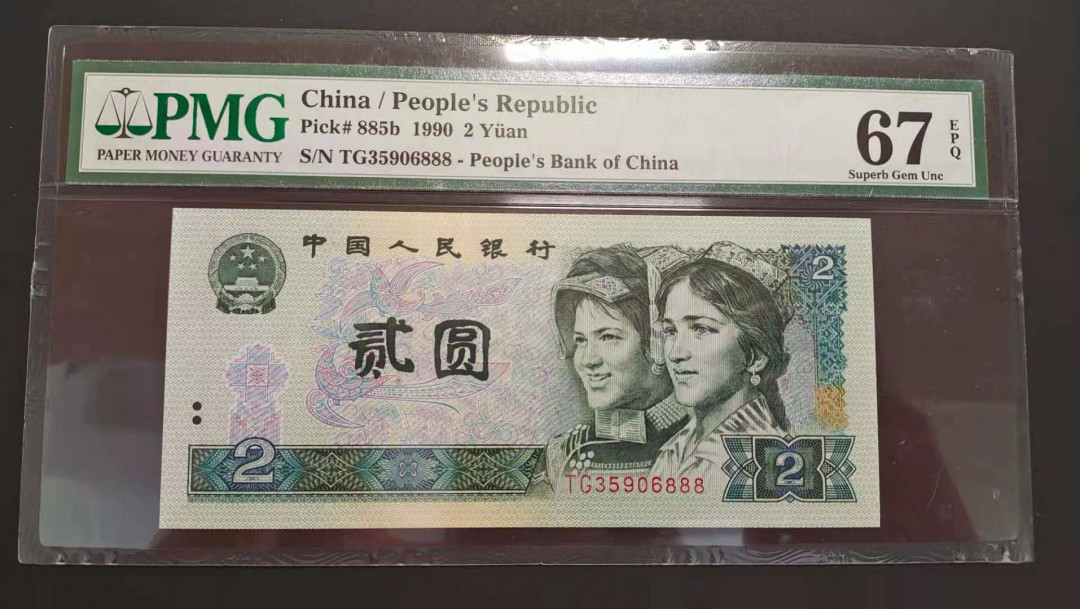 PMG
PAPER MONEY GUARANTY
China / People's Republic
Pick# 885b 1990 2 Yüan
S/N TG35906888 - People's Bank of China
67
EPQ
Superb Gem Unc
中国人民银行
2
贰圆
2
TG35906888
2